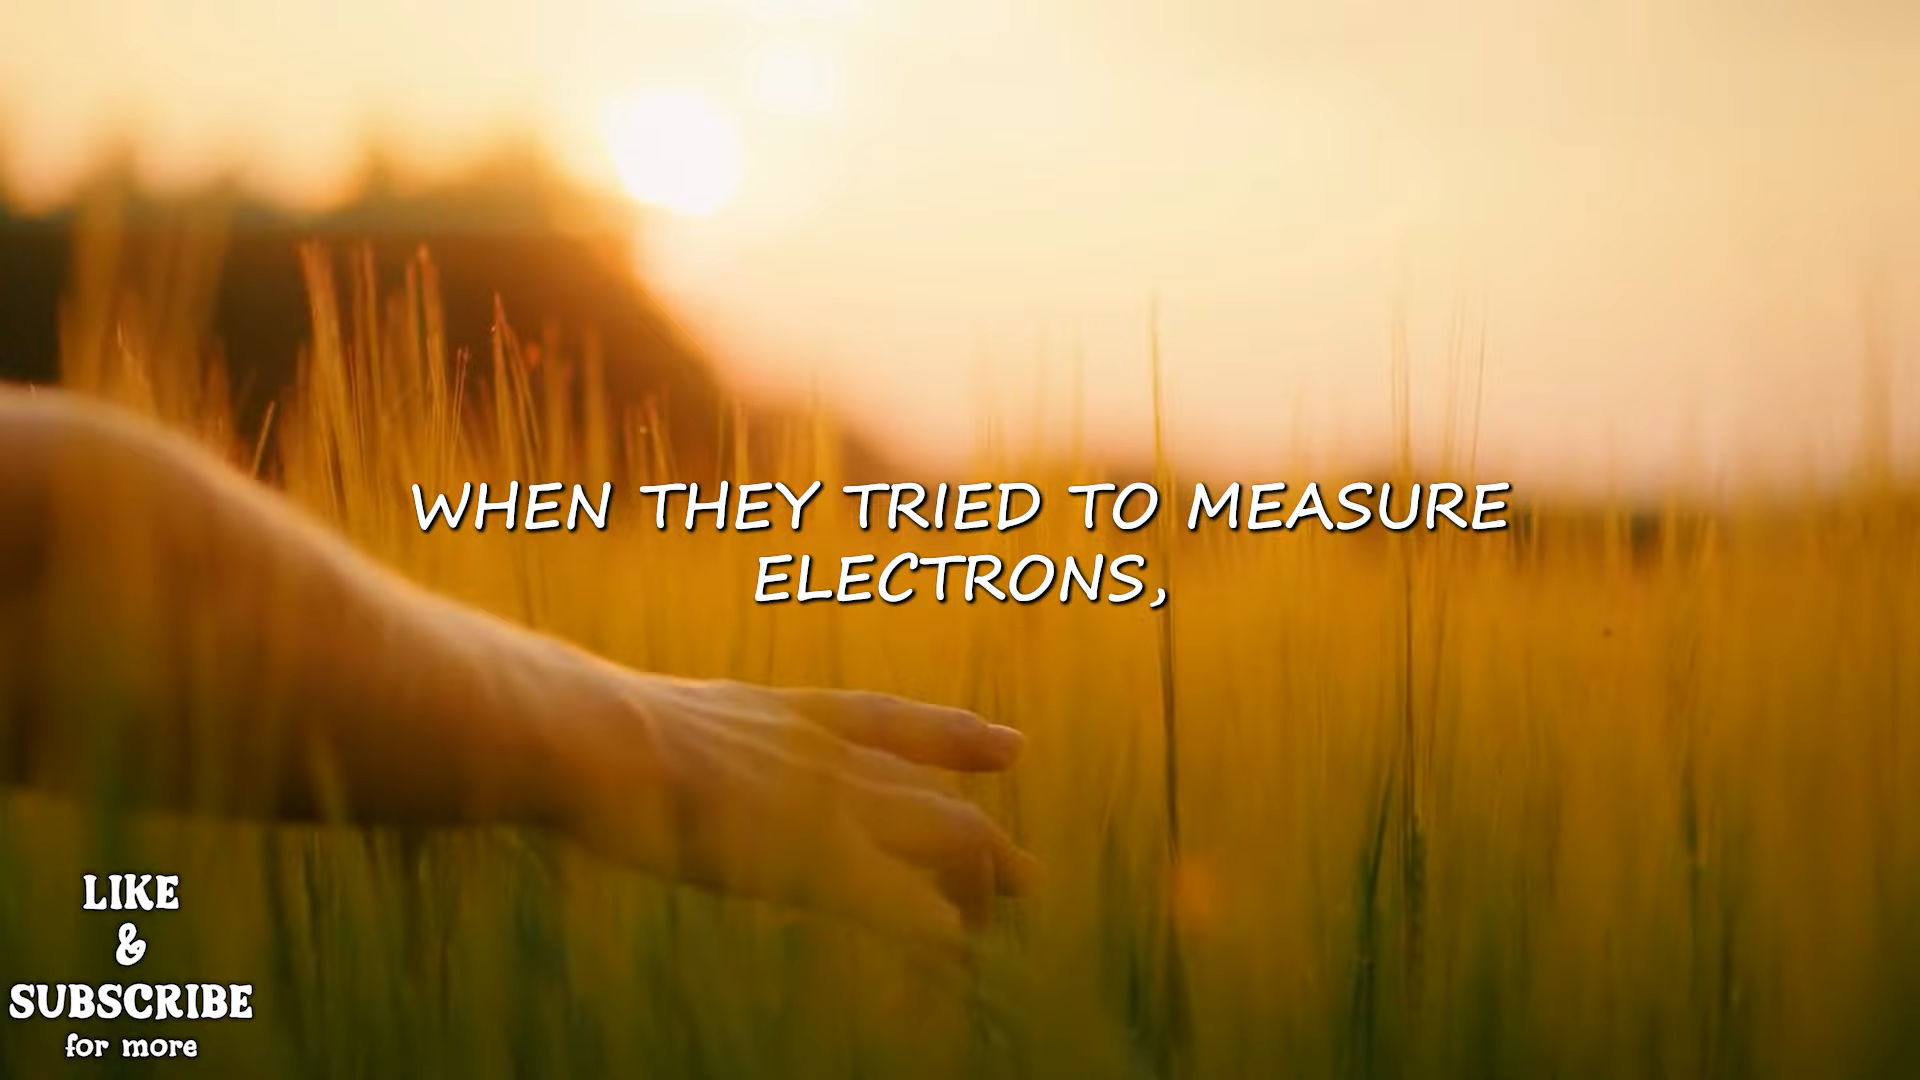 WHEN THEY TRIED TO MEASURE
ELECTRONS,
LIKE
&
SUBSCRIBE
for more